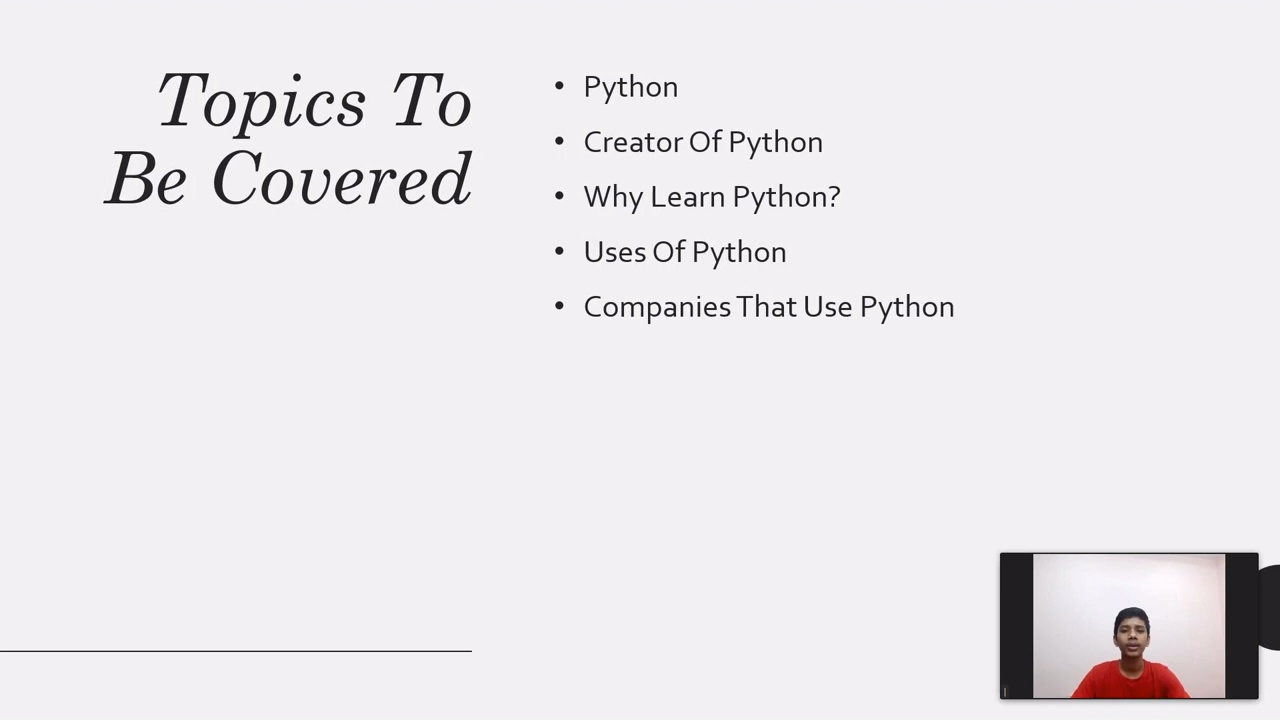 Topics To
Be Covered
• Python
• Creator Of Python
• Why Learn Python?
• Uses Of Python
• Companies That Use Python